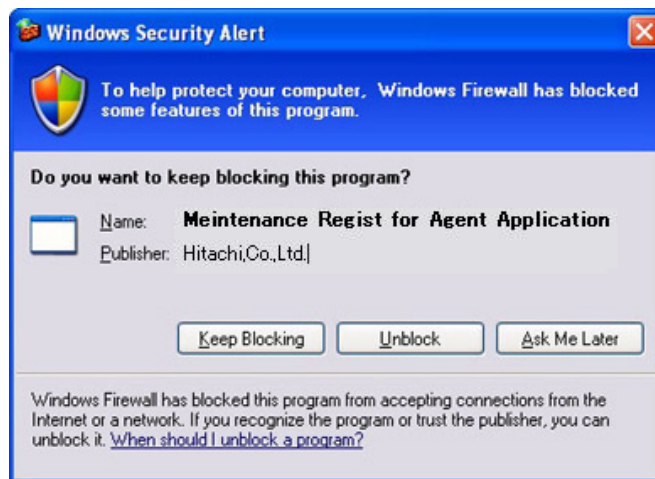 Windows Security Alert
To help protect your computer, Windows Firewall has blocked
some features of this program.
Do you want to keep blocking this program?
Name: Meintenance Regist for Agent Application
Publisher: Hitachi,Co.,Ltd.
Keep Blocking Unblock Ask Me Later
Windows Firewall has blocked this program from accepting connections from the
Internet or a network. If you recognize the program or trust the publisher, you can
unblock it. When should I unblock a program?